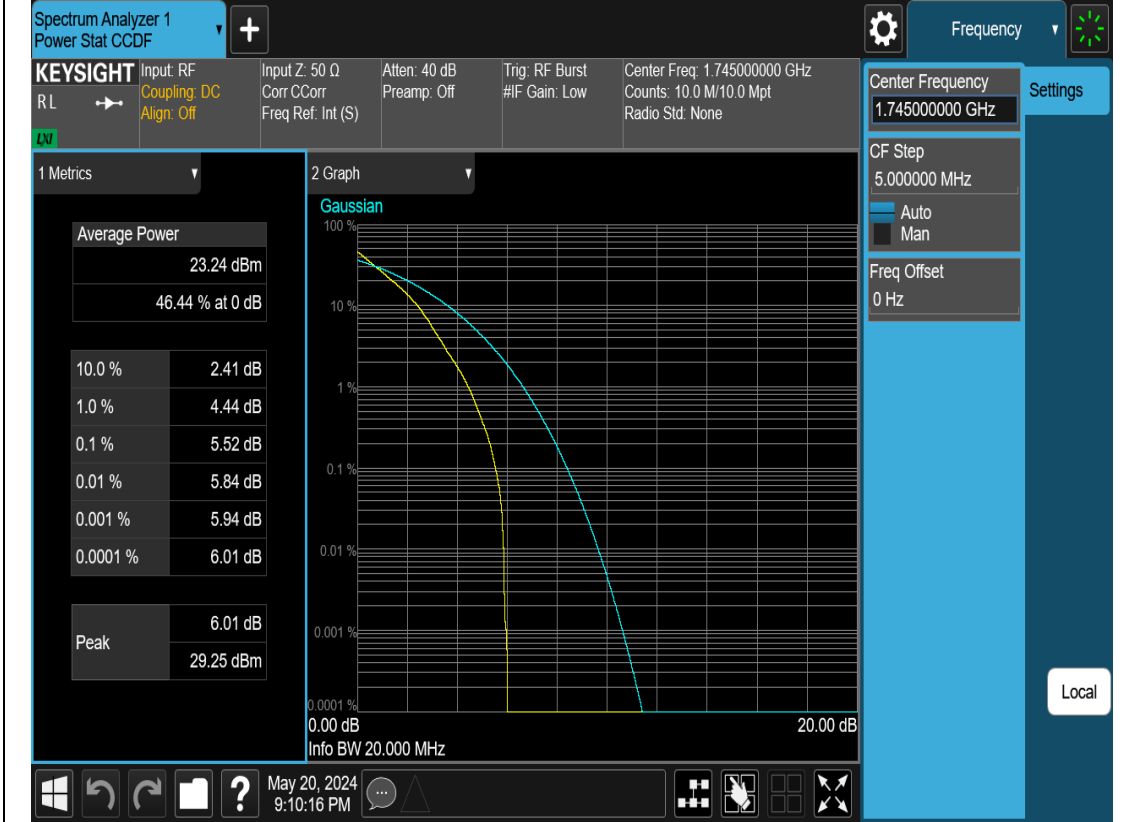 Spectrum Analyzer 1
Power Stat CCDF
+
Frequency
KEYSIGHT
RL
LXI
Input: RF
Coupling: DC
Align: Off
Input Z: 50 Ω
Corr CCorr
Freq Ref: Int (S)
Atten: 40 dB
Preamp: Off
Trig: RF Burst
#IF Gain: Low
Center Freq: 1.745000000 GHz
Counts: 10.0 M/10.0 Mpt
Radio Std: None
1 Metrics
Average Power
23.24 dBm
46.44 % at 0 dB
10.0 % 2.41 dB
1.0 % 4.44 dB
0.1 % 5.52 dB
0.01 % 5.84 dB
0.001 % 5.94 dB
0.0001 % 6.01 dB
Peak
6.01 dB
29.25 dBm
2 Graph
Gaussian
100 %
10 %
1 %
0.1 %
0.01 %
0.001 %
0.0001 %
0.00 dB 20.00 dB
Info BW 20.000 MHz
Center Frequency
1.745000000 GHz
Settings
CF Step
5.000000 MHz
Auto
Man
Freq Offset
0 Hz
Local
?
May 20, 2024
9:10:16 PM